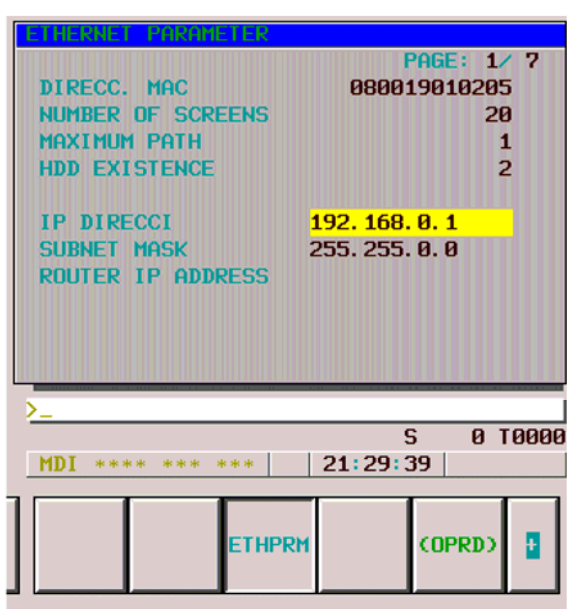 ETHERNET PARAMETER
PAGE: 1/ 7
DIRECC. MAC 080019010205
NUMBER OF SCREENS 20
MAXIMUM PATH 1
HDD EXISTENCE 2
IP DIRECCI 192.168.0.1
SUBNET MASK 255.255.0.0
ROUTER IP ADDRESS
>_
S 0 T0000
MDI **** *** *** 21:29:39
ETHPRM (OPRD) +